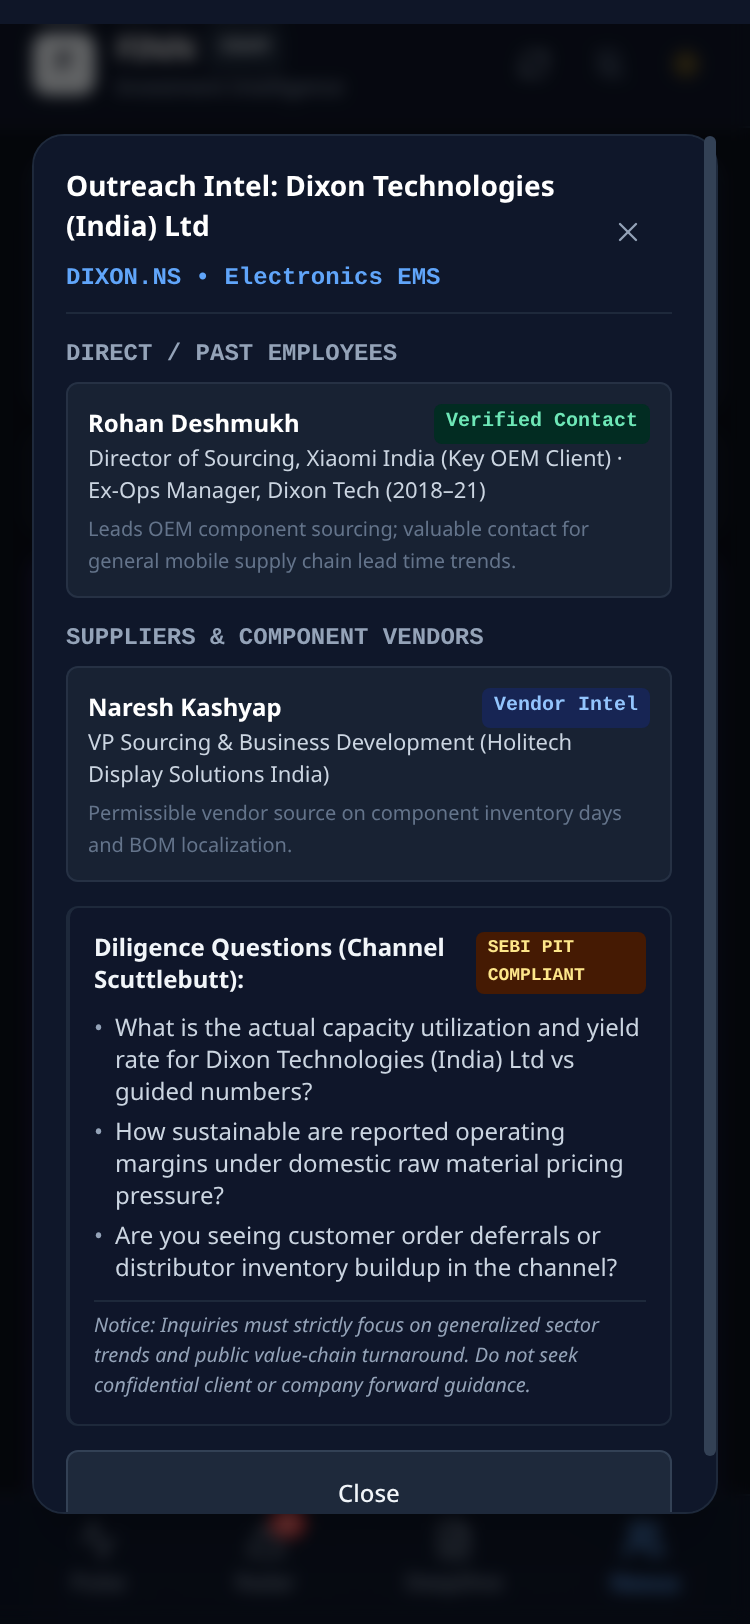 Outreach Intel: Dixon Technologies
(India) Ltd
DIXON.NS • Electronics EMS
DIRECT / PAST EMPLOYEES
Rohan Deshmukh
Verified Contact
Director of Sourcing, Xiaomi India (Key OEM Client) ·
Ex-Ops Manager, Dixon Tech (2018–21)
Leads OEM component sourcing; valuable contact for
general mobile supply chain lead time trends.
SUPPLIERS & COMPONENT VENDORS
Naresh Kashyap
Vendor Intel
VP Sourcing & Business Development (Holitech
Display Solutions India)
Permissible vendor source on component inventory days
and BOM localization.
Diligence Questions (Channel
Scuttlebutt):
SEBI PIT
COMPLIANT
• What is the actual capacity utilization and yield
rate for Dixon Technologies (India) Ltd vs
guided numbers?
• How sustainable are reported operating
margins under domestic raw material pricing
pressure?
• Are you seeing customer order deferrals or
distributor inventory buildup in the channel?
Notice: Inquiries must strictly focus on generalized sector
trends and public value-chain turnaround. Do not seek
confidential client or company forward guidance.
Close